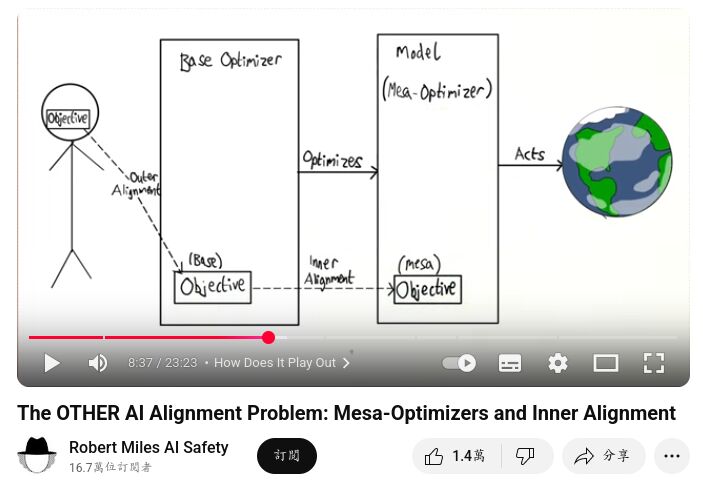 Base Optimizer
Model
(Mesa-Optimizer)
Objective
Outer
Alignment
Optimizes
Acts
(Base)
Objective
Inner
Alignment
(mesa)
Objective
8:37 / 23:23 • How Does It Play Out
The OTHER AI Alignment Problem: Mesa-Optimizers and Inner Alignment
Robert Miles AI Safety
16.7萬位訂閱者
訂閱
1.4萬
分享